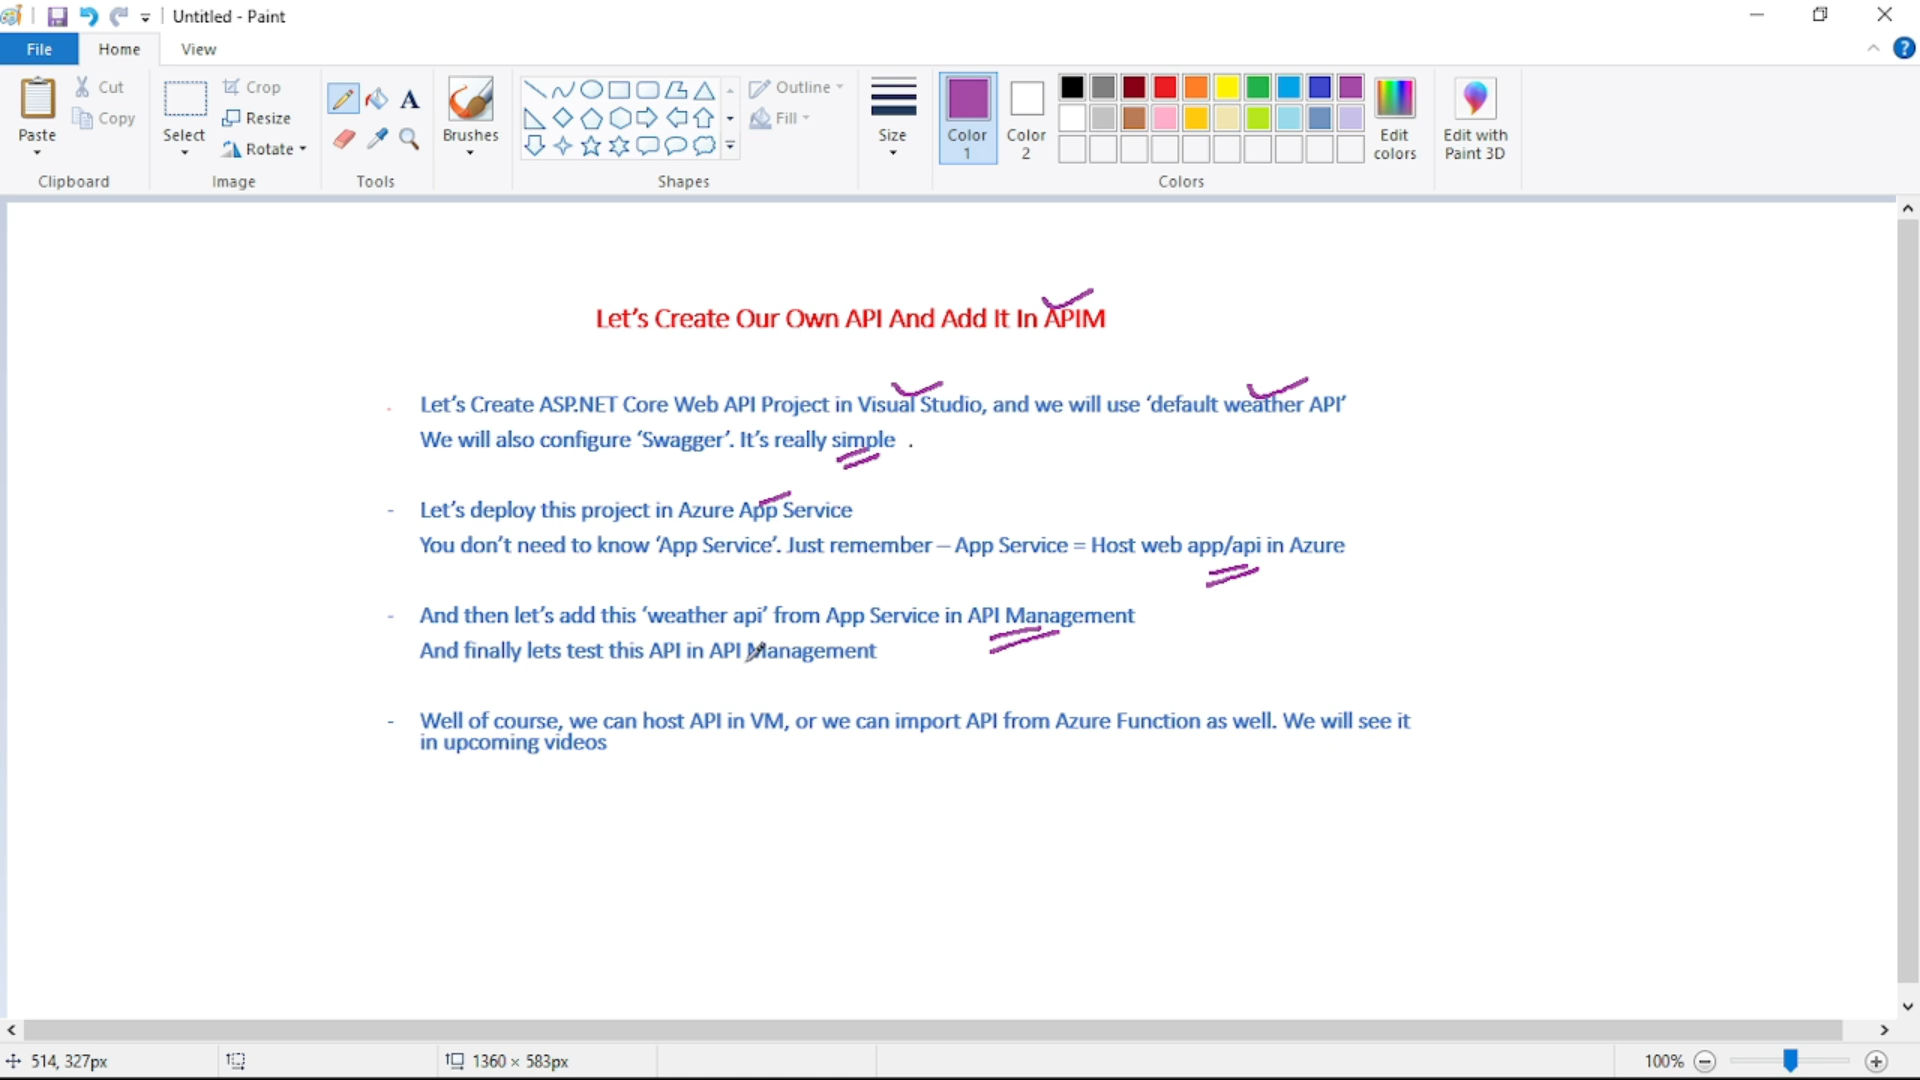 Untitled - Paint
File Home View
Paste
Cut
Copy
Clipboard
Select
Crop
Resize
Rotate
Image
Tools
Brushes
Shapes
Outline
Fill
Size
Color 1
Color 2
Edit colors
Edit with Paint 3D
Colors
Let’s Create Our Own API And Add It In APIM
. Let’s Create ASP.NET Core Web API Project in Visual Studio, and we will use ‘default weather API’
We will also configure ‘Swagger’. It’s really simple .
- Let’s deploy this project in Azure App Service
You don’t need to know ‘App Service’. Just remember – App Service = Host web app/api in Azure
- And then let’s add this ‘weather api’ from App Service in API Management
And finally lets test this API in API Management
- Well of course, we can host API in VM, or we can import API from Azure Function as well. We will see it
in upcoming videos
514, 327px
1360 × 583px
100%